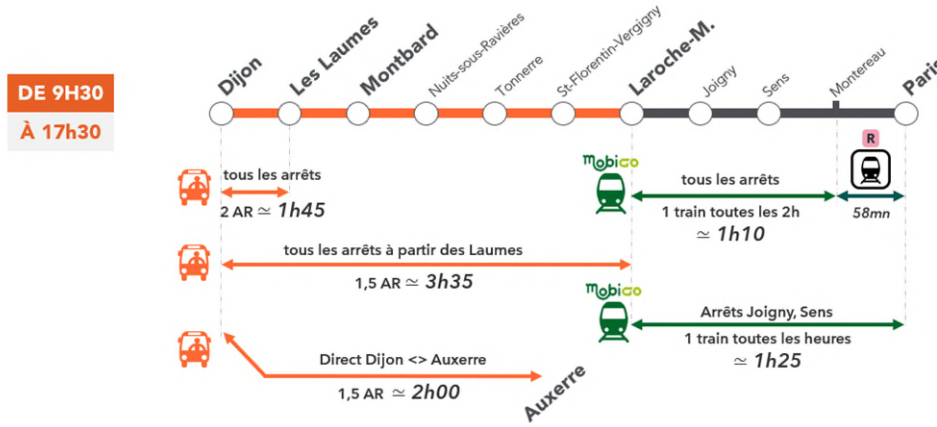 DE 9H30
À 17h30
Dijon
Les Laumes
Montbard
Nuits-sous-Ravières
Tonnerre
St-Florentin-Vergigny
Laroche-M.
Joigny
Sens
Montereau
Paris
R
tous les arrêts
2 AR ≃ 1h45
mobiGO
tous les arrêts
1 train toutes les 2h
≃ 1h10
58mn
tous les arrêts à partir des Laumes
1,5 AR ≃ 3h35
mobiGO
Arrêts Joigny, Sens
1 train toutes les heures
≃ 1h25
Direct Dijon <> Auxerre
1,5 AR ≃ 2h00
Auxerre